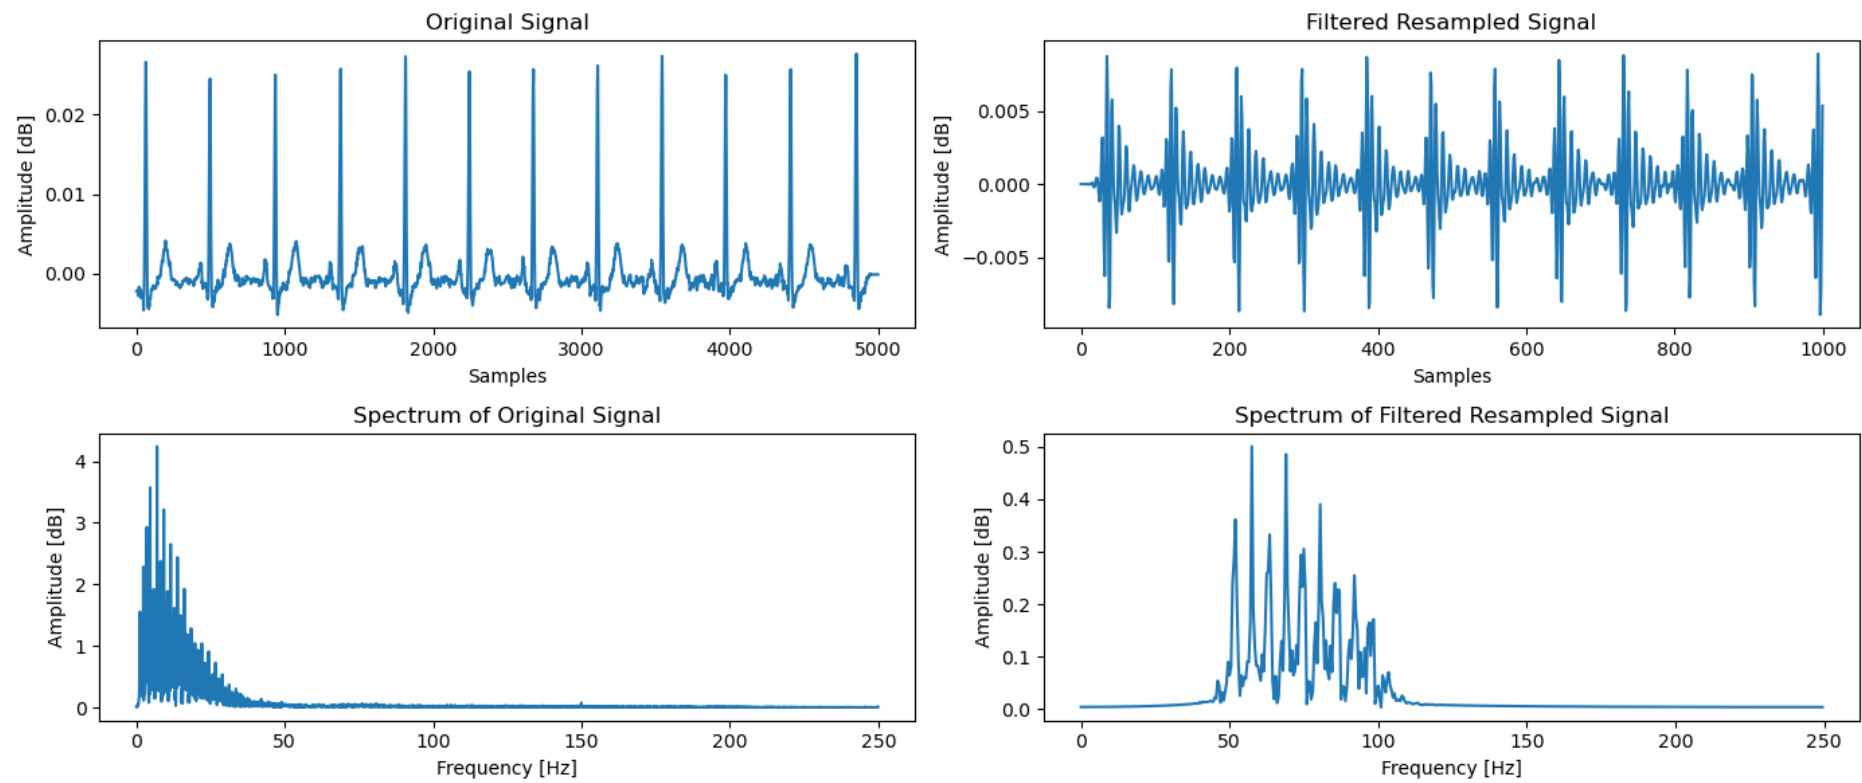 Original Signal
Amplitude [dB]
0.02
0.01
0.00
0 1000 2000 3000 4000 5000
Samples
Filtered Resampled Signal
Amplitude [dB]
0.005
0.000
−0.005
0 200 400 600 800 1000
Samples
Spectrum of Original Signal
Amplitude [dB]
4
3
2
1
0
0 50 100 150 200 250
Frequency [Hz]
Spectrum of Filtered Resampled Signal
Amplitude [dB]
0.5
0.4
0.3
0.2
0.1
0.0
0 50 100 150 200 250
Frequency [Hz]